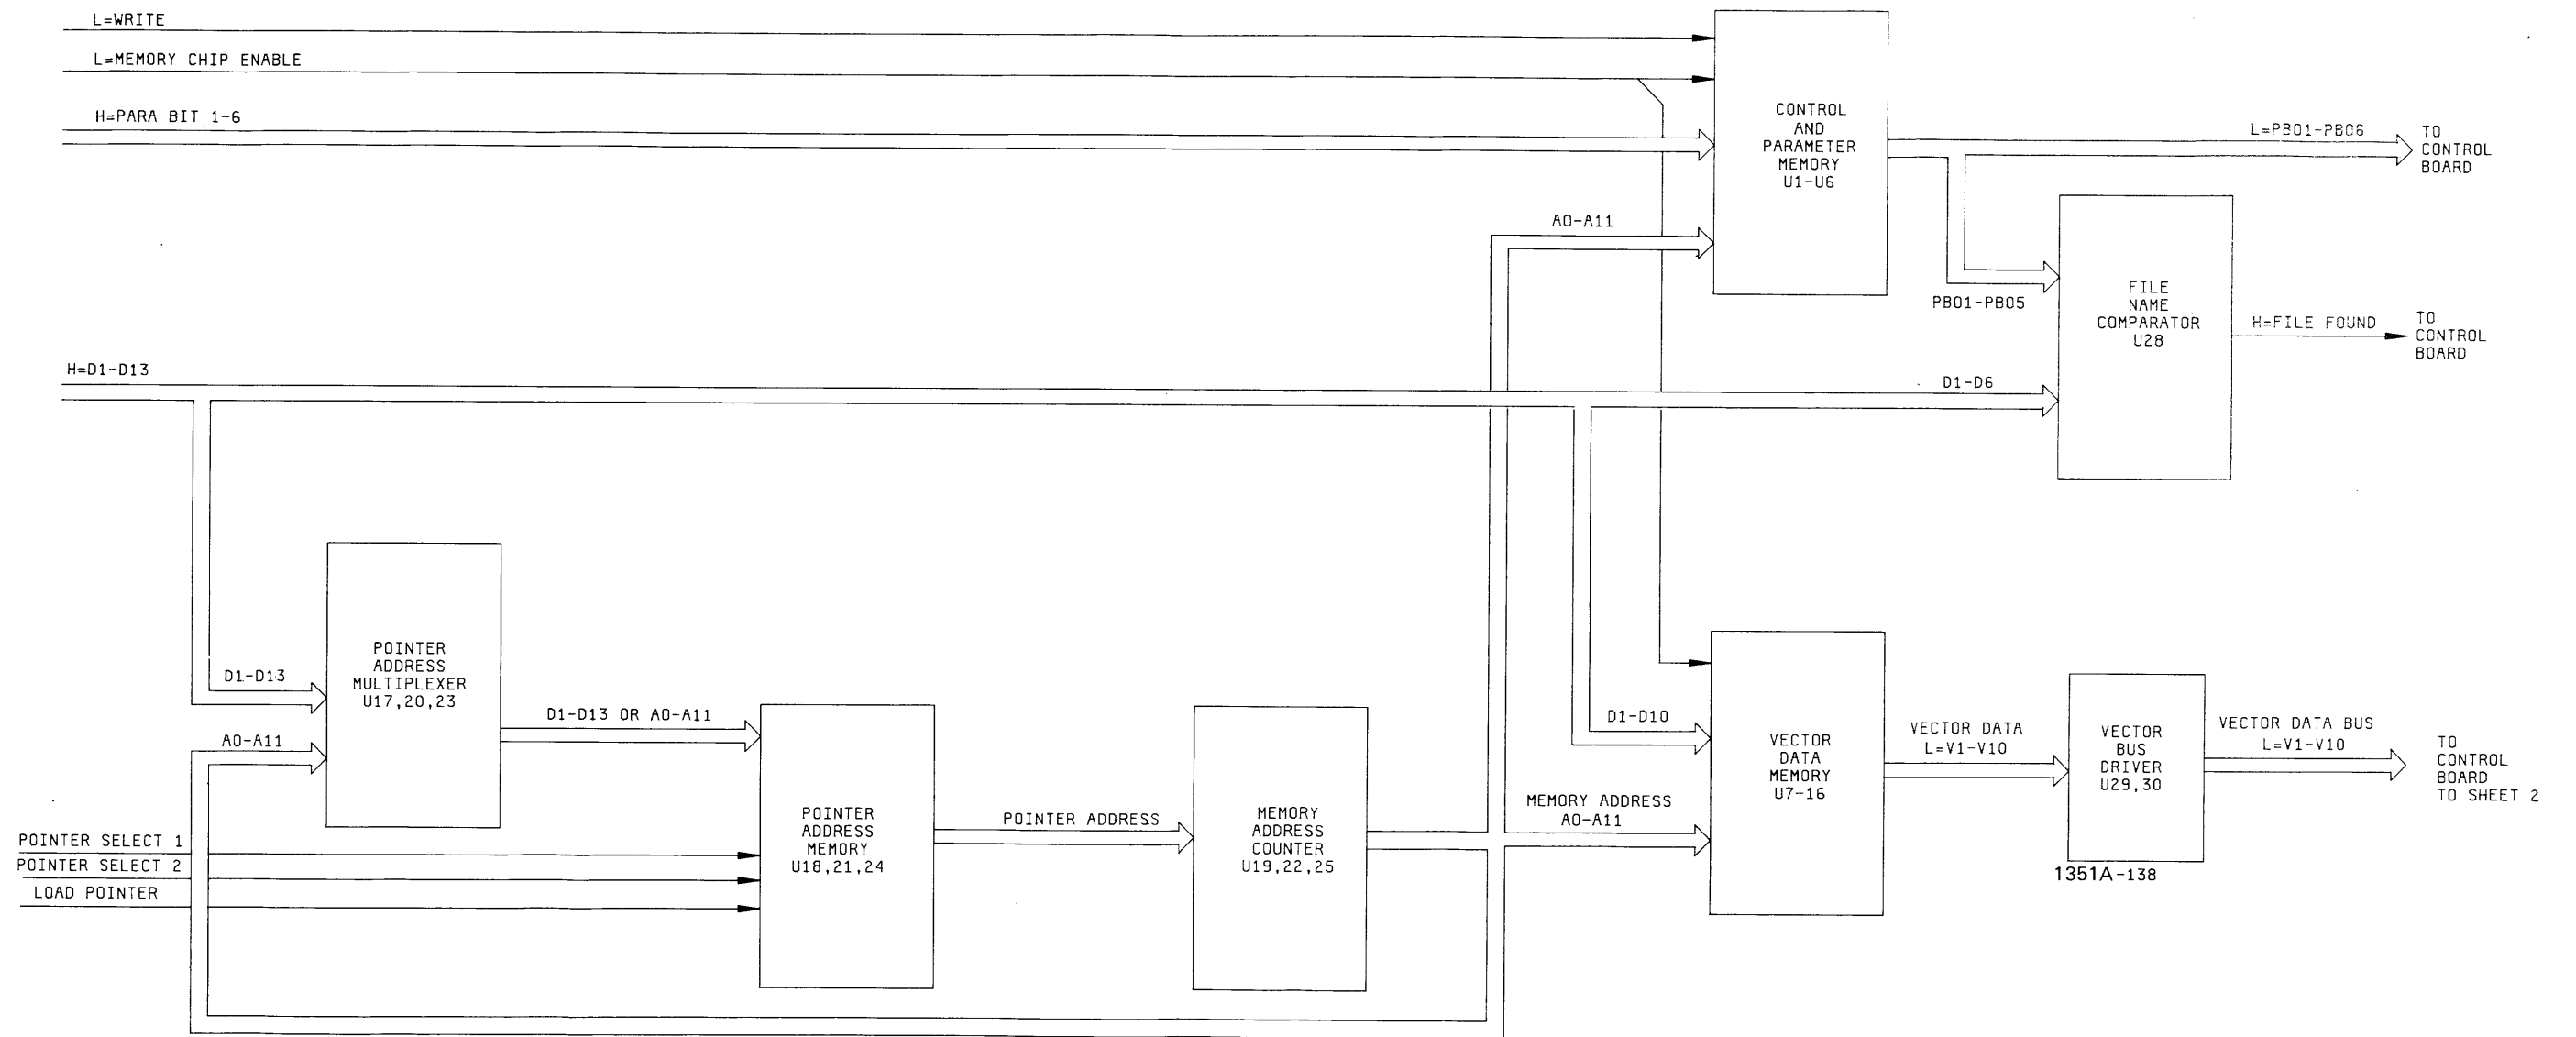 L=WRITE
L=MEMORY CHIP ENABLE
H=PARA BIT 1-6
CONTROL
AND
PARAMETER
MEMORY
U1-U6
L=PB01-PB06
TO
CONTROL
BOARD
A0-A11
PB01-PB05
FILE
NAME
COMPARATOR
U28
H=FILE FOUND
TO
CONTROL
BOARD
H=D1-D13
D1-D6
POINTER
ADDRESS
MULTIPLEXER
U17,20,23
D1-D13
A0-A11
D1-D13 OR A0-A11
POINTER SELECT 1
POINTER SELECT 2
LOAD POINTER
POINTER
ADDRESS
MEMORY
U18,21,24
POINTER ADDRESS
MEMORY
ADDRESS
COUNTER
U19,22,25
D1-D10
MEMORY ADDRESS
A0-A11
VECTOR
DATA
MEMORY
U7-16
VECTOR DATA
L=V1-V10
VECTOR
BUS
DRIVER
U29,30
VECTOR DATA BUS
L=V1-V10
TO
CONTROL
BOARD
TO SHEET 2
1351A-138